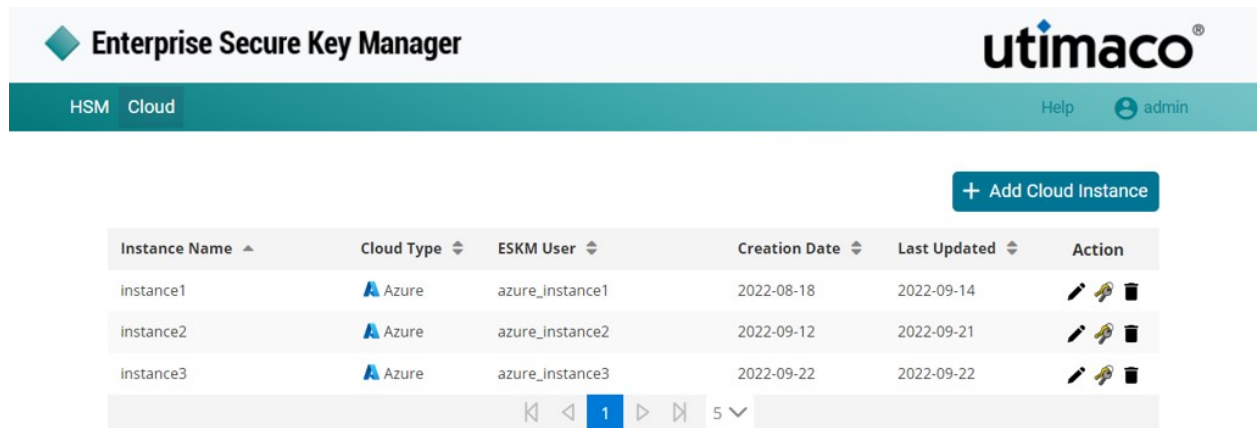 Enterprise Secure Key Manager
utimaco®
HSM Cloud Help admin
+ Add Cloud Instance
Instance Name Cloud Type ESKM User Creation Date Last Updated Action
instance1 Azure azure_instance1 2022-08-18 2022-09-14
instance2 Azure azure_instance2 2022-09-12 2022-09-21
instance3 Azure azure_instance3 2022-09-22 2022-09-22
1 5